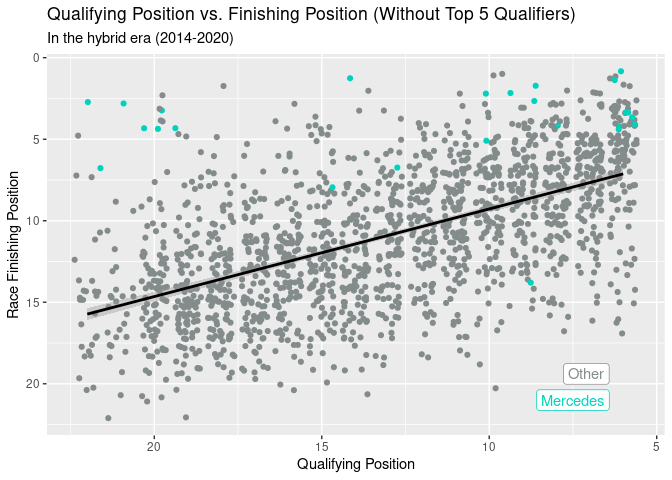 Qualifying Position vs. Finishing Position (Without Top 5 Qualifiers)
In the hybrid era (2014-2020)
0
5
10
15
20
Race Finishing Position
Other
Mercedes
20
15
10
5
Qualifying Position